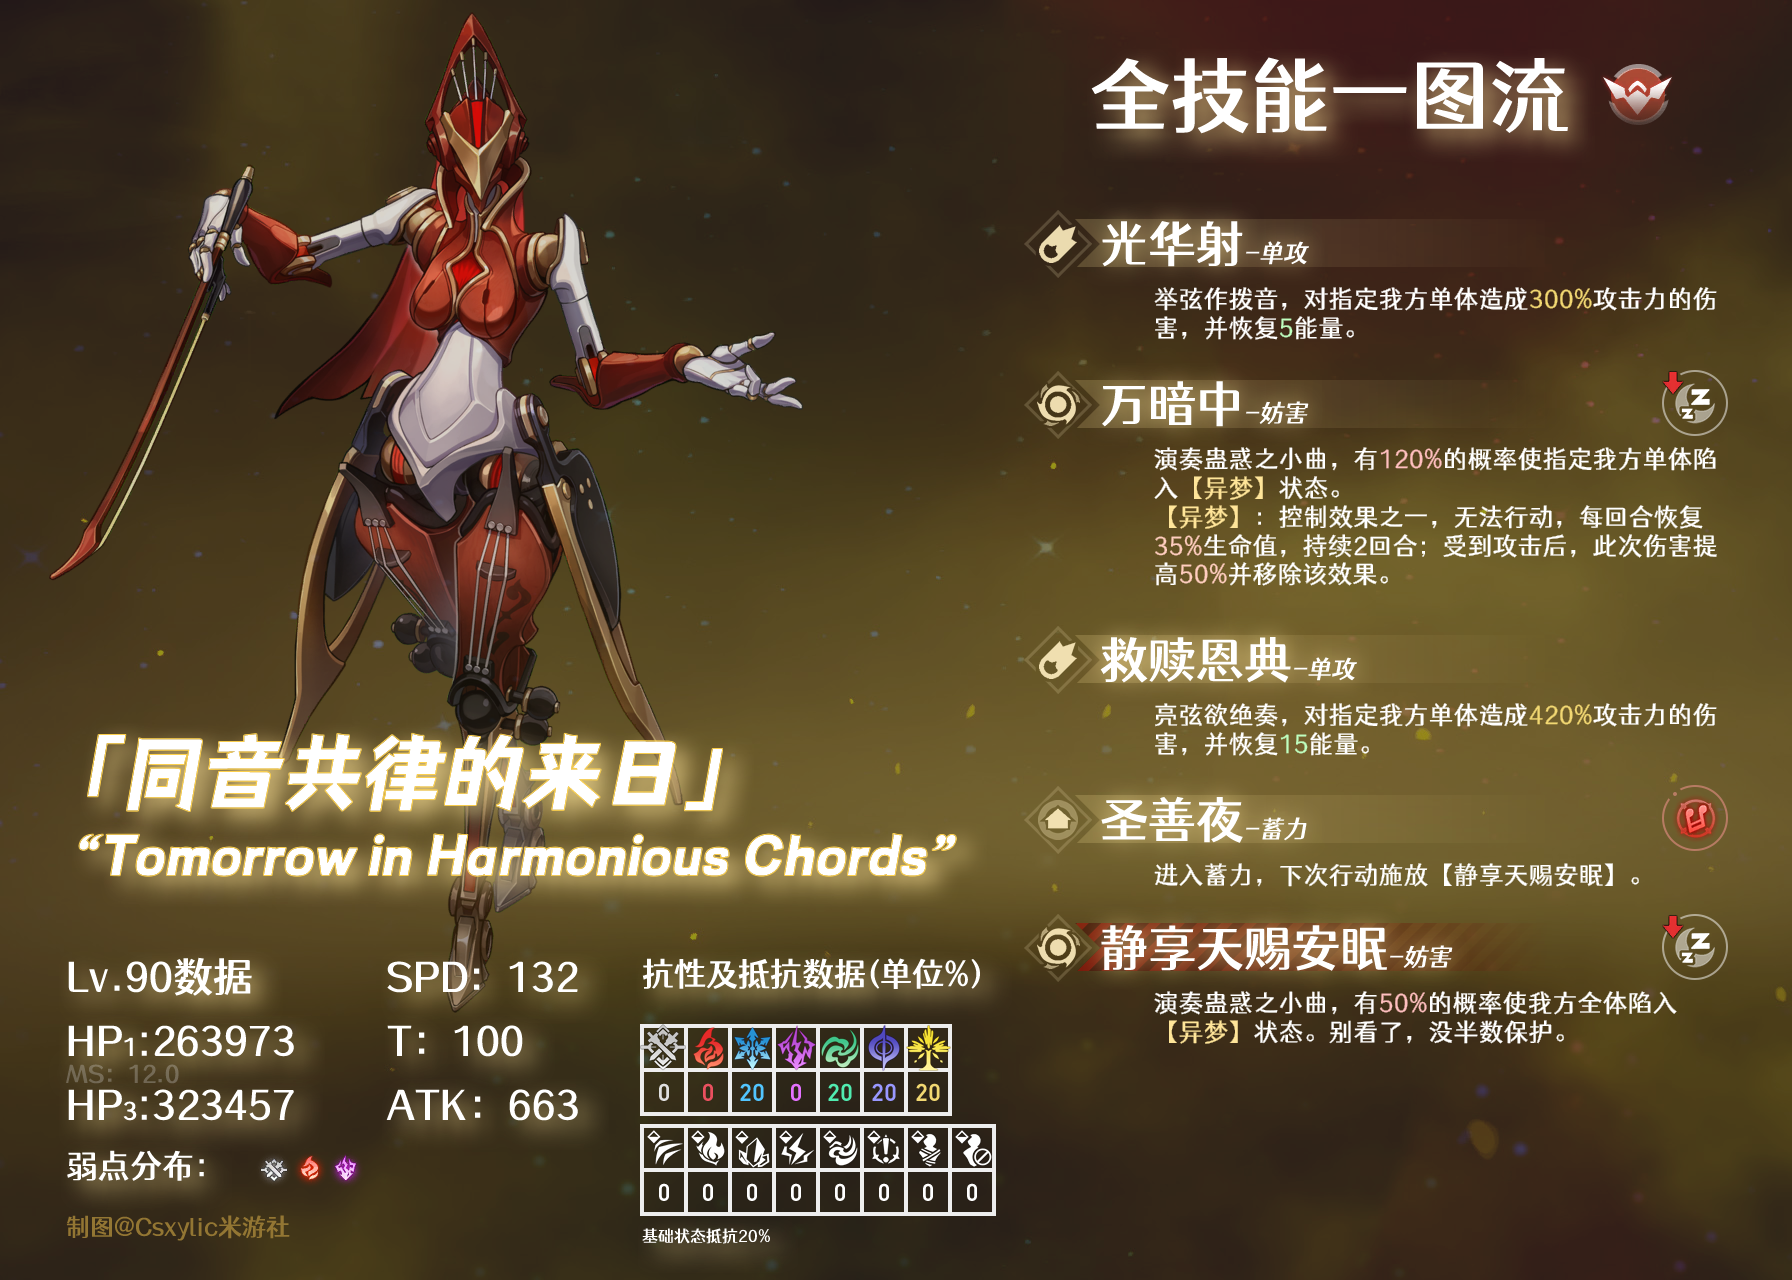 全技能一图流
光华射-单攻
举弦作拨音，对指定我方单体造成300%攻击力的伤
害，并恢复5能量。
万暗中-妨害
演奏蛊惑之小曲，有120%的概率使指定我方单体陷
入【异梦】状态。
【异梦】：控制效果之一，无法行动，每回合恢复
35%生命值，持续2回合；受到攻击后，此次伤害提
高50%并移除该效果。
救赎恩典-单攻
亮弦欲绝奏，对指定我方单体造成420%攻击力的伤
害，并恢复15能量。
圣善夜-蓄力
进入蓄力，下次行动施放【静享天赐安眠】。
静享天赐安眠-妨害
演奏蛊惑之小曲，有50%的概率使我方全体陷入
【异梦】状态。别看了，没半数保护。
「同音共律的来日」
“Tomorrow in Harmonious Chords”
Lv.90数据
SPD：132
HP1:263973
T：100
MS：12.0
HP3:323457
ATK：663
弱点分布：
制图@Csxylic米游社
抗性及抵抗数据(单位%)
0 0 20 0 20 20 20
0 0 0 0 0 0 0 0
基础状态抵抗20%